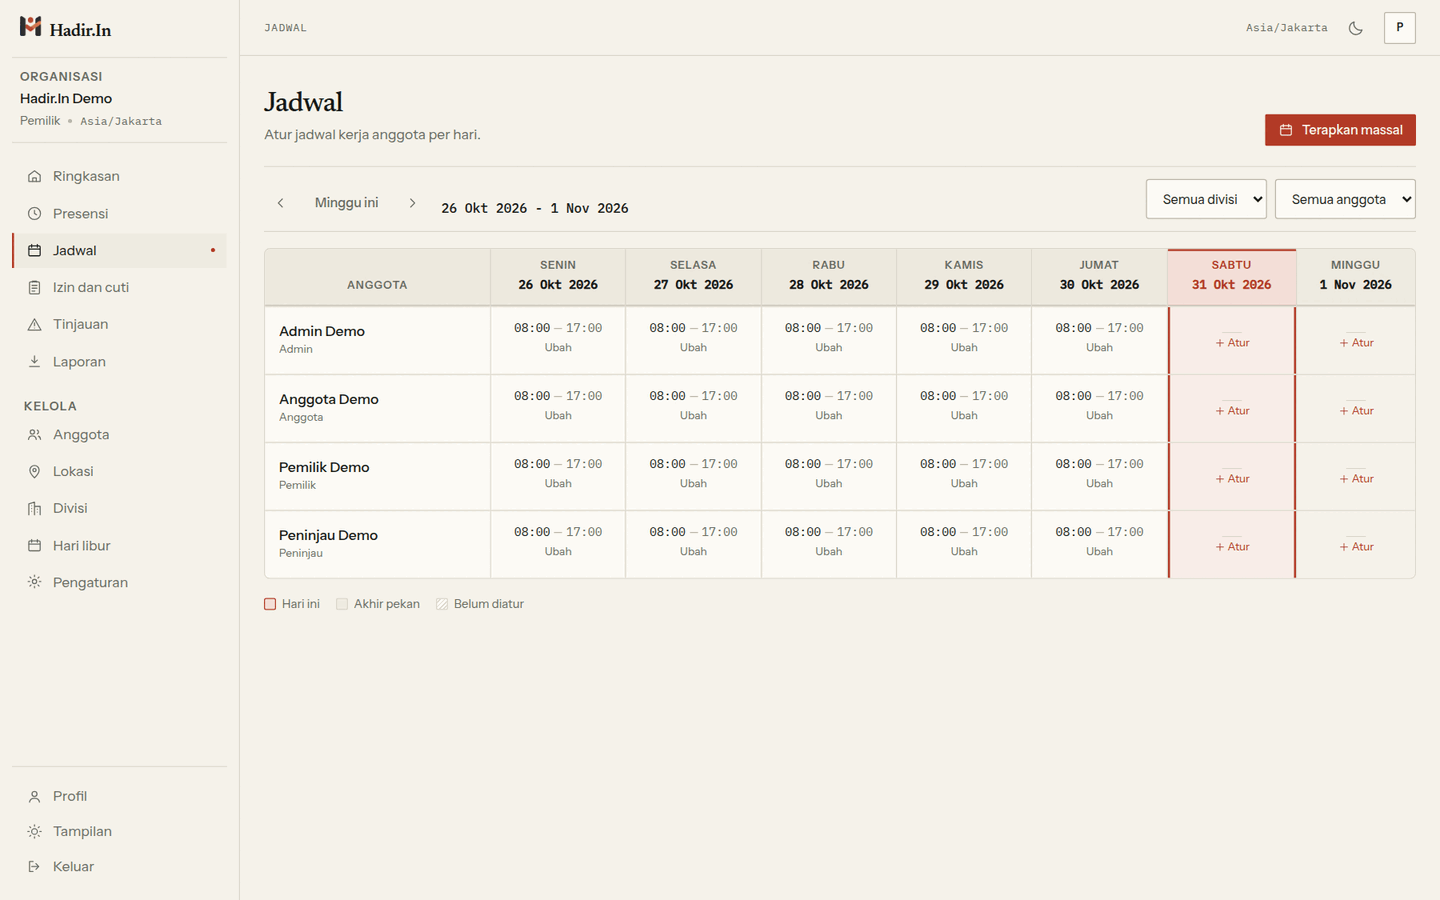 Hadir.In
ORGANISASI
Hadir.In Demo
Pemilik • Asia/Jakarta
Ringkasan
Presensi
Jadwal
Izin dan cuti
Tinjauan
Laporan
KELOLA
Anggota
Lokasi
Divisi
Hari libur
Pengaturan
Profil
Tampilan
Keluar
JADWAL
Asia/Jakarta
P
Jadwal
Atur jadwal kerja anggota per hari.
Terapkan massal
Minggu ini
26 Okt 2026 - 1 Nov 2026
Semua divisi
Semua anggota
ANGGOTA
SENIN 26 Okt 2026
SELASA 27 Okt 2026
RABU 28 Okt 2026
KAMIS 29 Okt 2026
JUMAT 30 Okt 2026
SABTU 31 Okt 2026
MINGGU 1 Nov 2026
Admin Demo
Admin
08:00 — 17:00 Ubah
08:00 — 17:00 Ubah
08:00 — 17:00 Ubah
08:00 — 17:00 Ubah
08:00 — 17:00 Ubah
+ Atur
+ Atur
Anggota Demo
Anggota
08:00 — 17:00 Ubah
08:00 — 17:00 Ubah
08:00 — 17:00 Ubah
08:00 — 17:00 Ubah
08:00 — 17:00 Ubah
+ Atur
+ Atur
Pemilik Demo
Pemilik
08:00 — 17:00 Ubah
08:00 — 17:00 Ubah
08:00 — 17:00 Ubah
08:00 — 17:00 Ubah
08:00 — 17:00 Ubah
+ Atur
+ Atur
Peninjau Demo
Peninjau
08:00 — 17:00 Ubah
08:00 — 17:00 Ubah
08:00 — 17:00 Ubah
08:00 — 17:00 Ubah
08:00 — 17:00 Ubah
+ Atur
+ Atur
Hari ini
Akhir pekan
Belum diatur